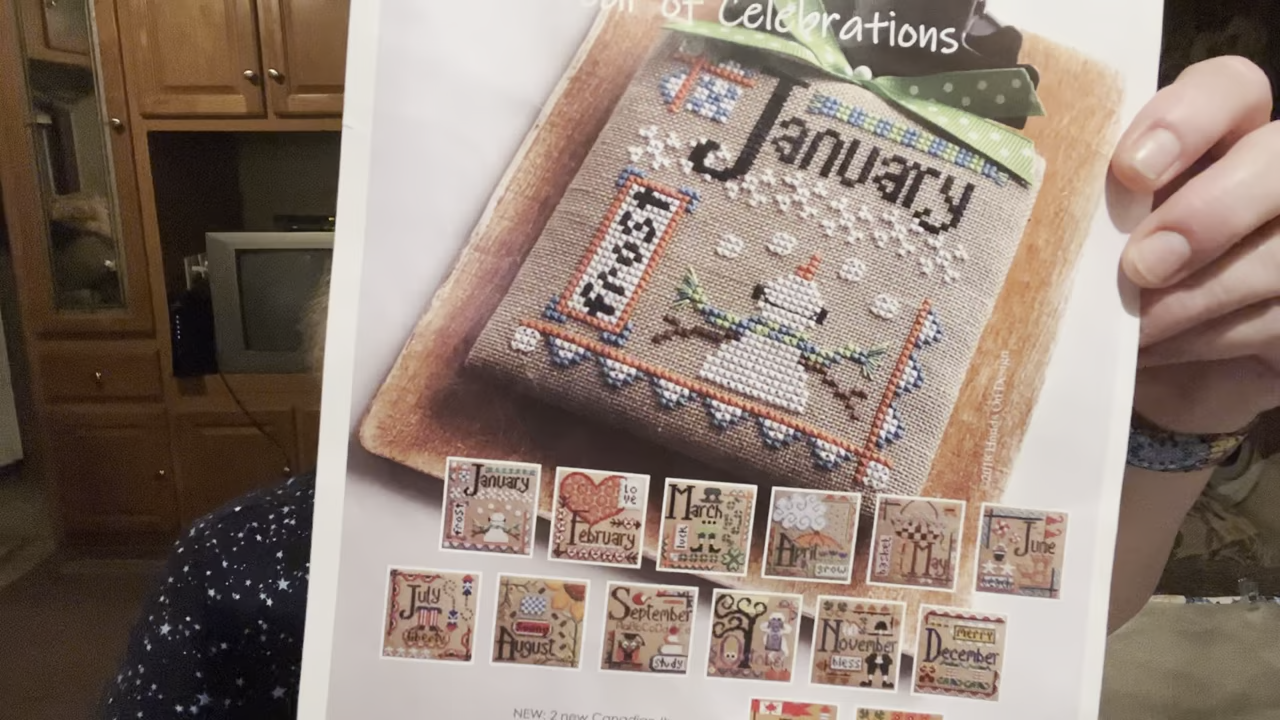 of Celebrations
January
frost
January
frost
love
February
March
luck
April
grow
basket
May
June
July
liberty
August
September
study
November
bless
merry
December
NEW: 2 new Canadian